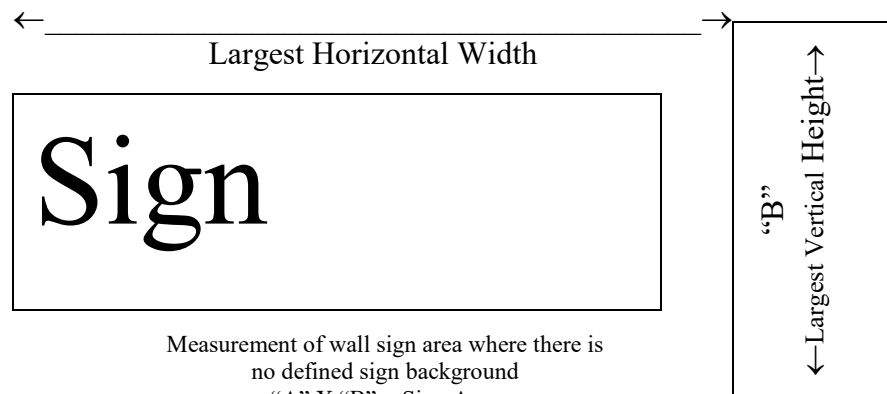 Largest Horizontal Width
Sign
“B”
←Largest Vertical Height→
Measurement of wall sign area where there is
no defined sign background